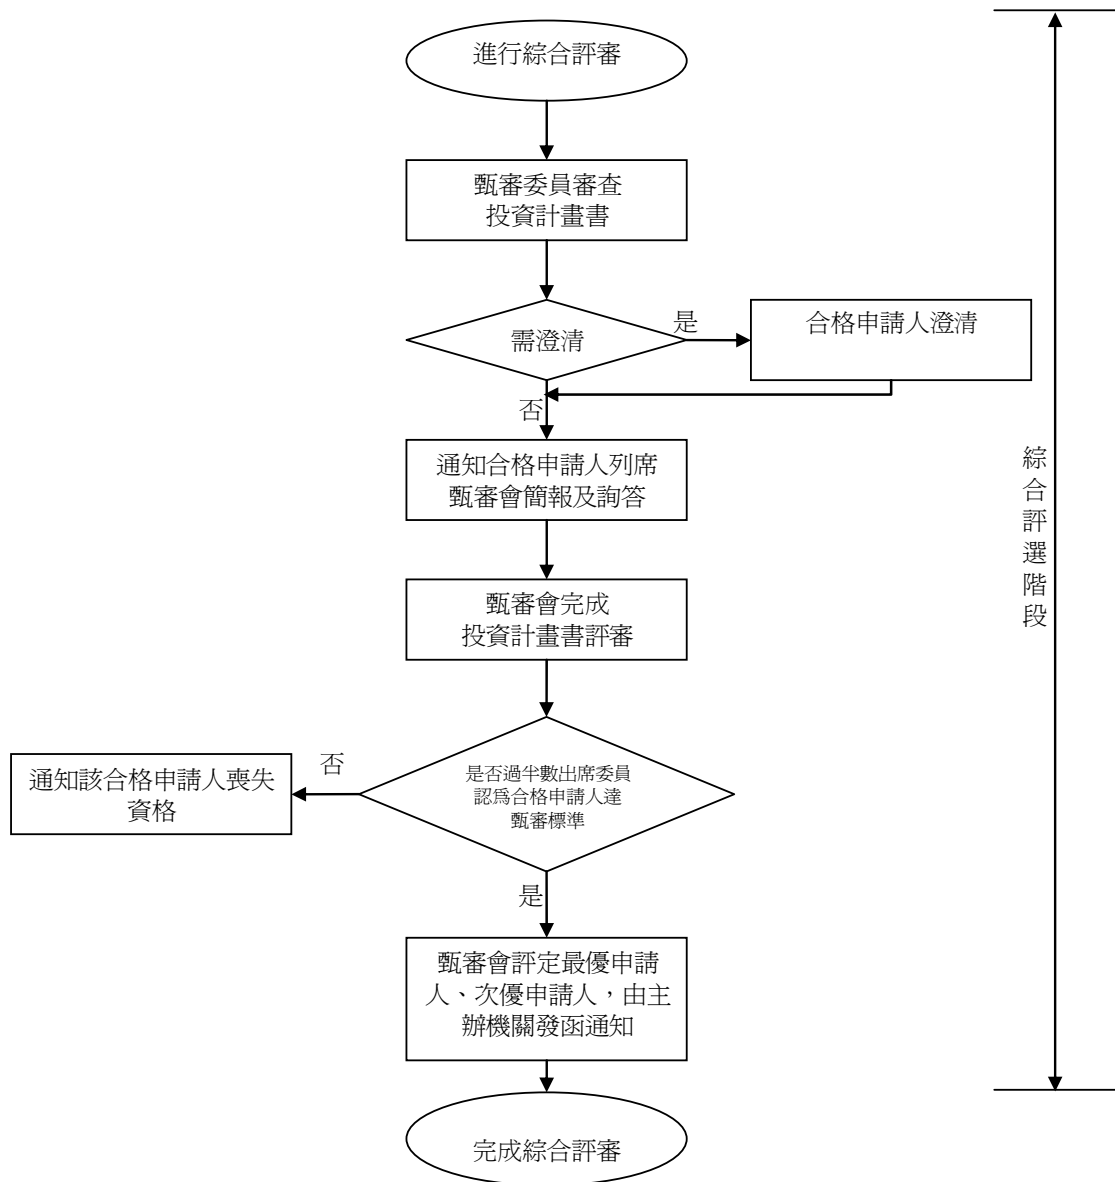 進行綜合評審
甄審委員審查
投資計畫書
需澄清
是
合格申請人澄清
否
通知合格申請人列席
甄審會簡報及詢答
甄審會完成
投資計畫書評審
是否過半數出席委員
認為合格申請人達
甄審標準
否
通知該合格申請人喪失
資格
是
甄審會評定最優申請
人、次優申請人，由主
辦機關發函通知
完成綜合評審
綜合評選階段